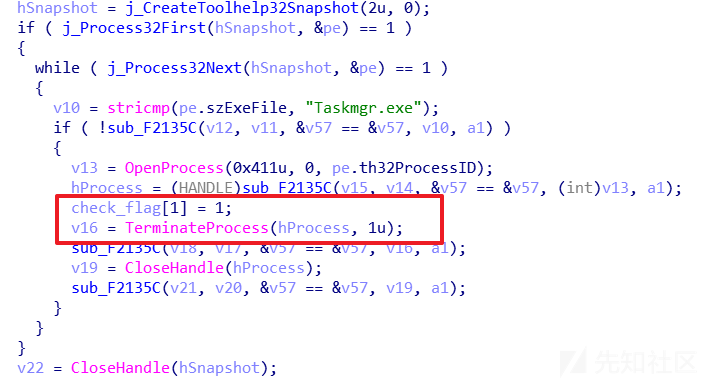 hSnapshot = j_CreateToolhelp32Snapshot(2u, 0);
if ( j_Process32First(hSnapshot, &pe) == 1 )
{
while ( j_Process32Next(hSnapshot, &pe) == 1 )
{
v10 = stricmp(pe.szExeFile, "Taskmgr.exe");
if ( !sub_F2135C(v12, v11, &v57 == &v57, v10, a1) )
{
v13 = OpenProcess(0x411u, 0, pe.th32ProcessID);
hProcess = (HANDLE)sub_F2135C(v15, v14, &v57 == &v57, (int)v13, a1);
check_flag[1] = 1;
v16 = TerminateProcess(hProcess, 1u);
sub_F2135C(v18, v17, &v57 == &v57, v16, a1);
v19 = CloseHandle(hProcess);
sub_F2135C(v21, v20, &v57 == &v57, v19, a1);
}
}
}
v22 = CloseHandle(hSnapshot);
先知社区